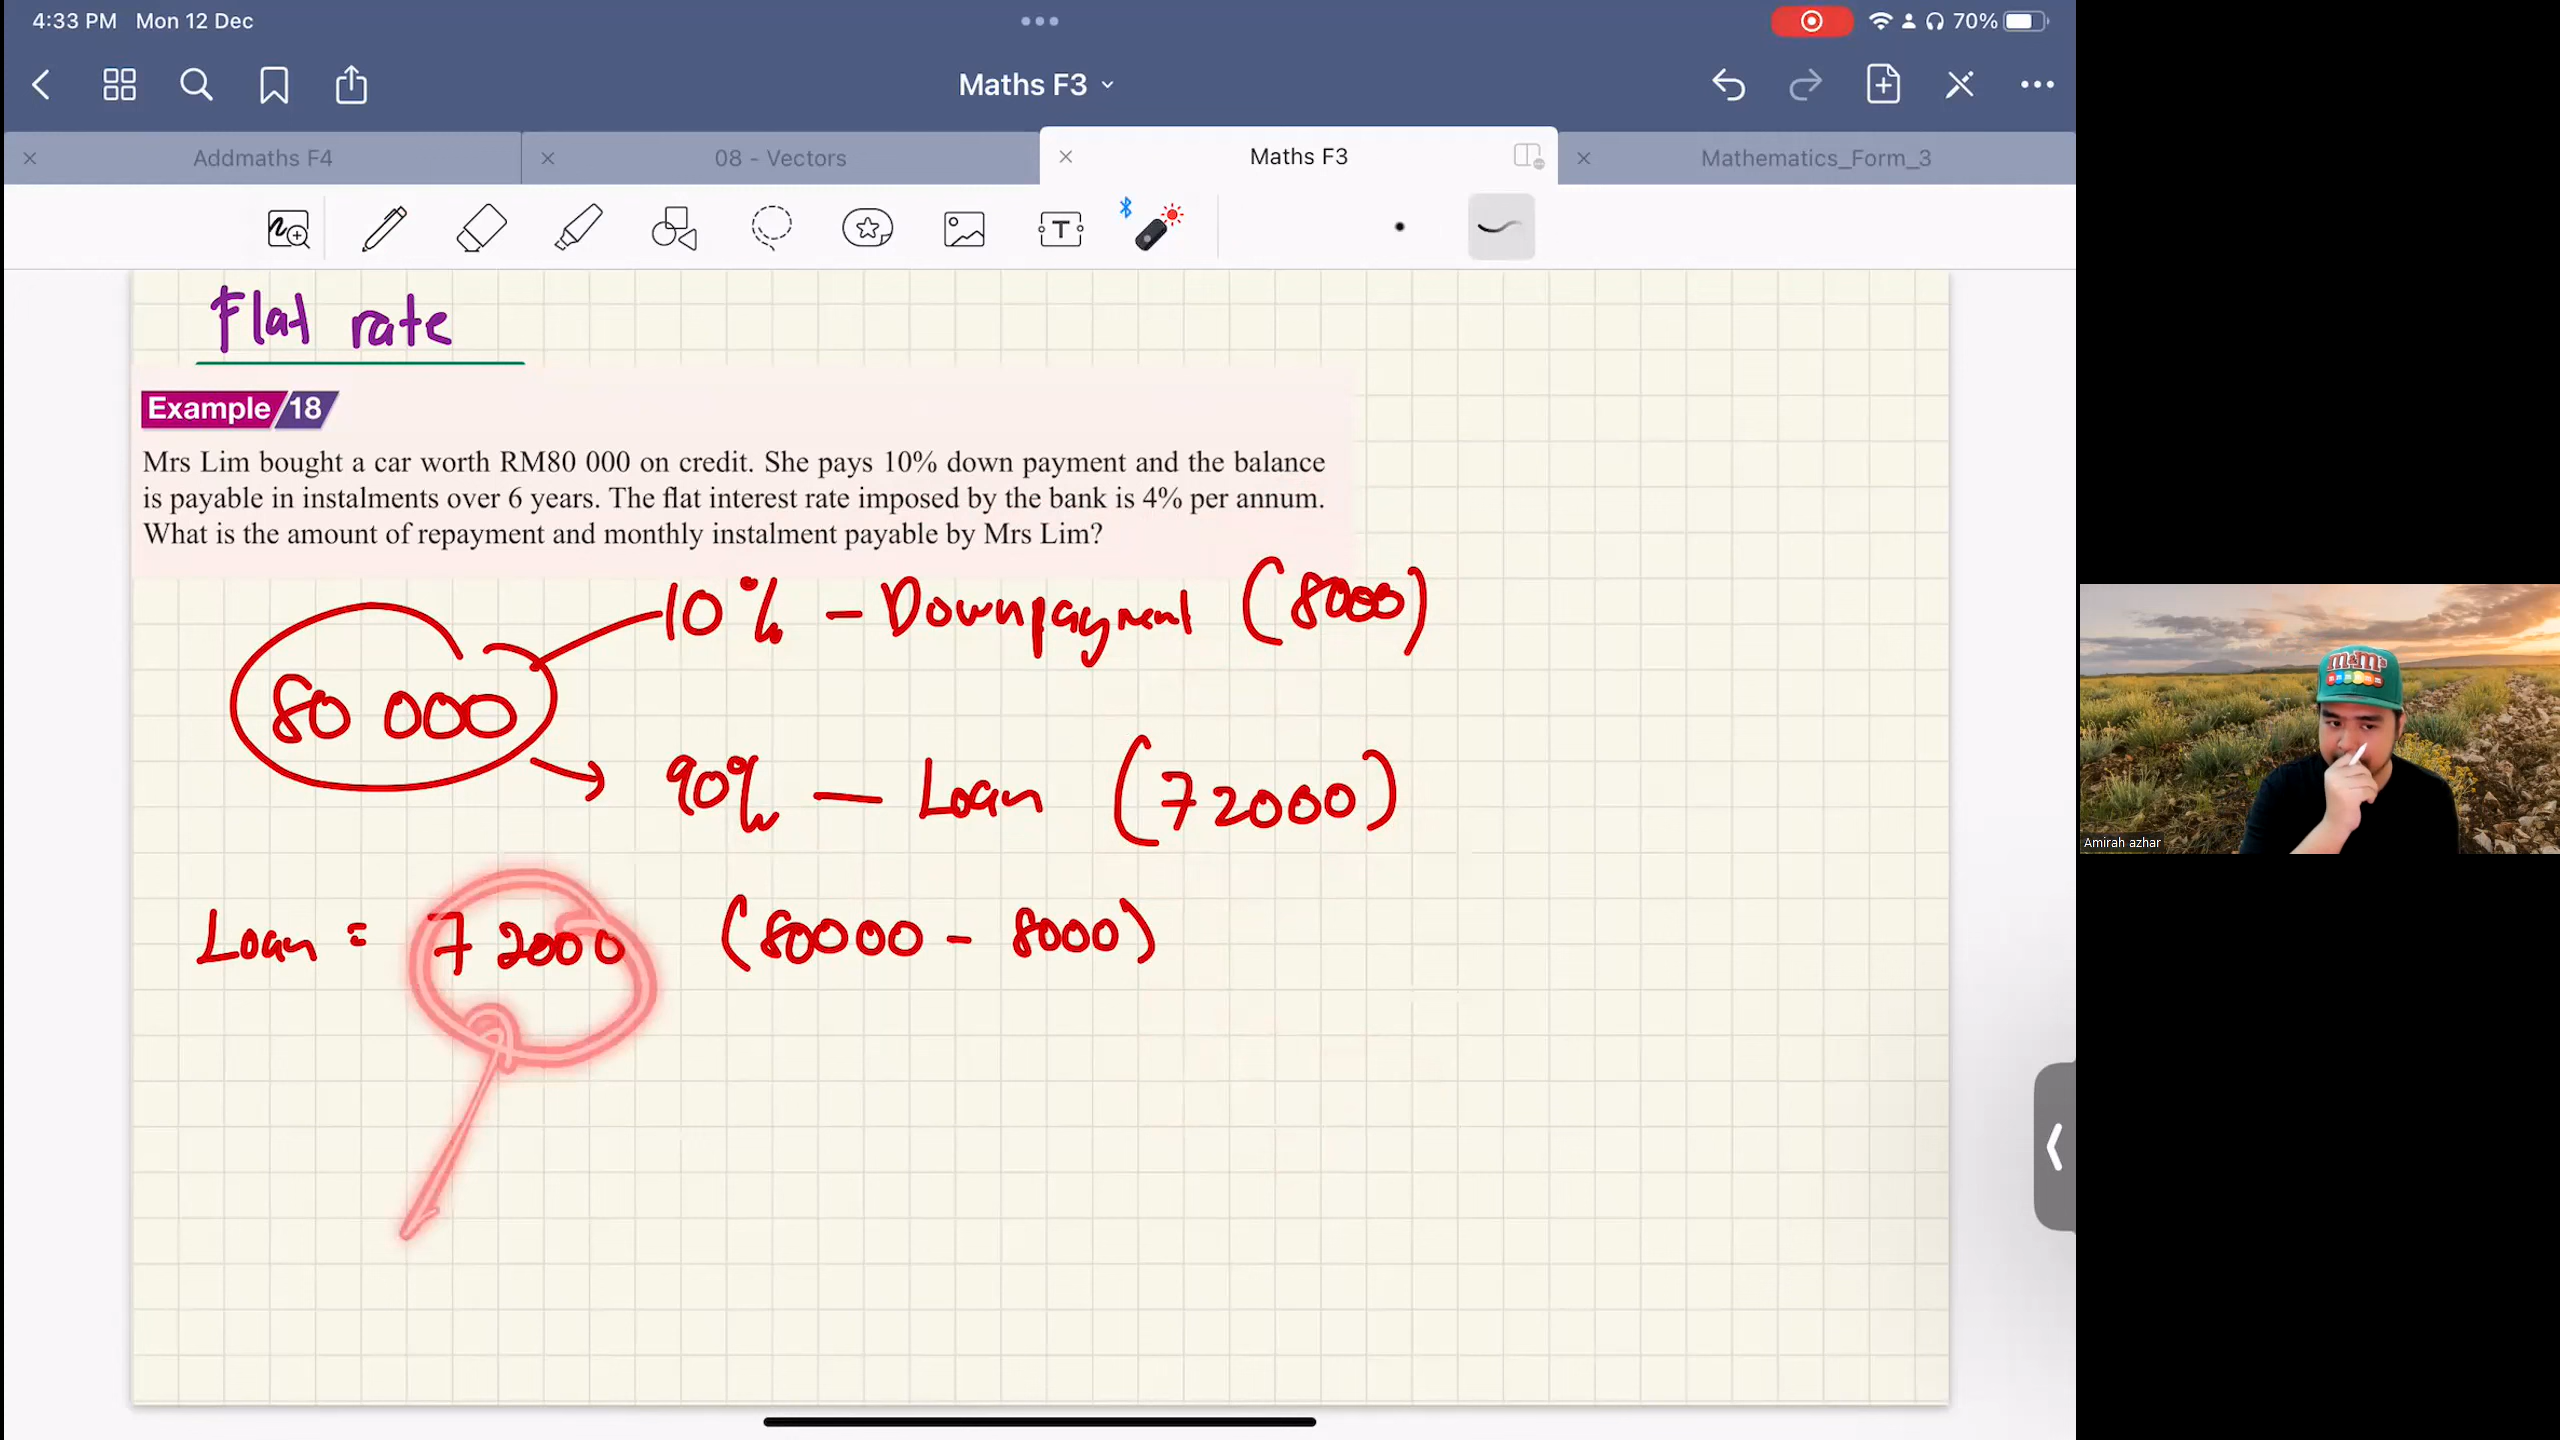 4:33 PM Mon 12 Dec
70%
Maths F3
Addmaths F4
08 - Vectors
Maths F3
Mathematics_Form_3
Flat rate
Example 18
Mrs Lim bought a car worth RM80 000 on credit. She pays 10% down payment and the balance
is payable in instalments over 6 years. The flat interest rate imposed by the bank is 4% per annum.
What is the amount of repayment and monthly instalment payable by Mrs Lim?
10% – Downpayment (8000)
80 000
90% — Loan (72000)
Loan = 72000 (80000 - 8000)
m&m's
Amirah azhar